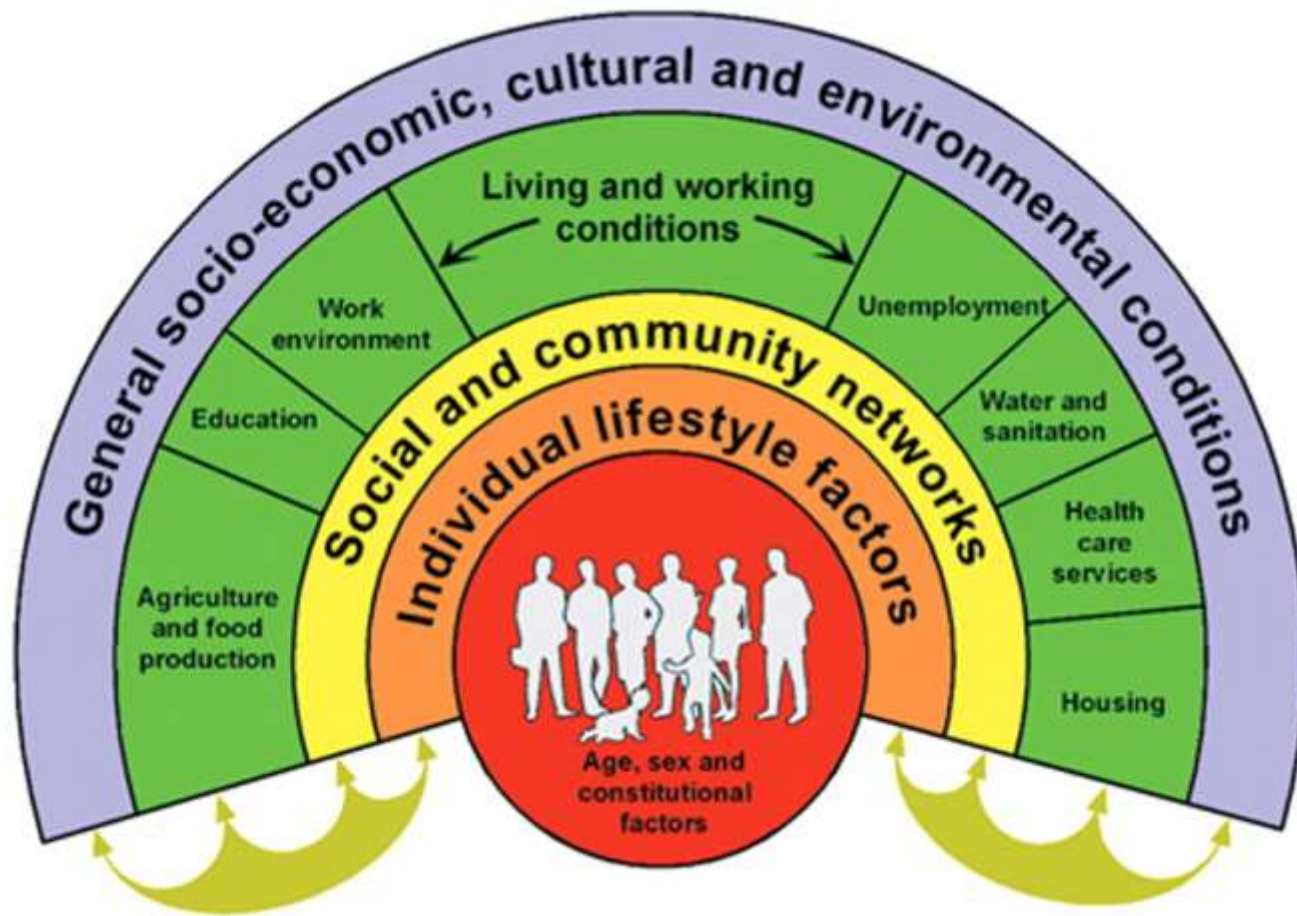 General socio-economic, cultural and environmental conditions
Living and working
conditions
Work
environment
Unemployment
Education
Water and
sanitation
Agriculture
and food
production
Health
care
services
Housing
Social and community networks
Individual lifestyle factors
Age, sex and
constitutional
factors